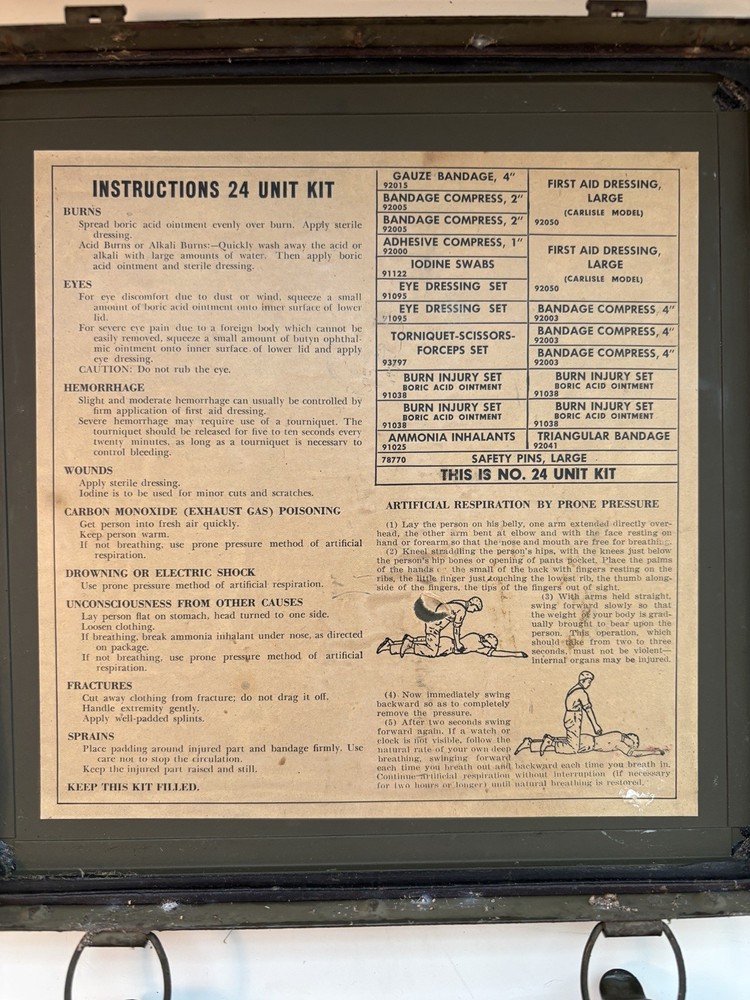 INSTRUCTIONS 24 UNIT KIT
BURNS
Spread boric acid ointment evenly over burn. Apply sterile
dressing.
Acid Burns or Alkali Burns:—Quickly wash away the acid or
alkali with large amounts of water. Then apply boric
acid ointment and sterile dressing.
EYES
For eye discomfort due to dust or wind, squeeze a small
amount of boric acid ointment onto inner surface of lower
lid.
For severe eye pain due to a foreign body which cannot be
easily removed, squeeze a small amount of butyn ophthal-
mic ointment onto inner surface of lower lid and apply
eye dressing.
CAUTION: Do not rub the eye.
HEMORRHAGE
Slight and moderate hemorrhage can usually be controlled by
firm application of first aid dressing.
Severe hemorrhage may require use of a tourniquet. The
tourniquet should be released for five to ten seconds every
twenty minutes, as long as a tourniquet is necessary to
control bleeding.
WOUNDS
Apply sterile dressing.
Iodine is to be used for minor cuts and scratches.
CARBON MONOXIDE (EXHAUST GAS) POISONING
Get person into fresh air quickly.
Keep person warm.
If not breathing, use prone pressure method of artificial
respiration.
DROWNING OR ELECTRIC SHOCK
Use prone pressure method of artificial respiration.
UNCONSCIOUSNESS FROM OTHER CAUSES
Lay person flat on stomach, head turned to one side.
Loosen clothing.
If breathing, break ammonia inhalant under nose, as directed
on package.
If not breathing, use prone pressure method of artificial
respiration.
FRACTURES
Cut away clothing from fracture; do not drag it off.
Handle extremity gently.
Apply well-padded splints.
SPRAINS
Place padding around injured part and bandage firmly. Use
care not to stop the circulation.
Keep the injured part raised and still.
KEEP THIS KIT FILLED.
GAUZE BANDAGE, 4"
92015
BANDAGE COMPRESS, 2"
92005
BANDAGE COMPRESS, 2"
92005
ADHESIVE COMPRESS, 1"
92000
IODINE SWABS
91122
EYE DRESSING SET
91095
EYE DRESSING SET
91095
TORNIQUET-SCISSORS-
FORCEPS SET
93797
BURN INJURY SET
BORIC ACID OINTMENT
91038
BURN INJURY SET
BORIC ACID OINTMENT
91038
AMMONIA INHALANTS
91025
FIRST AID DRESSING,
LARGE
(CARLISLE MODEL)
92050
FIRST AID DRESSING,
LARGE
(CARLISLE MODEL)
92050
BANDAGE COMPRESS, 4"
92003
BANDAGE COMPRESS, 4"
92003
BANDAGE COMPRESS, 4"
92003
BURN INJURY SET
BORIC ACID OINTMENT
91038
BURN INJURY SET
BORIC ACID OINTMENT
91038
TRIANGULAR BANDAGE
92041
78770 SAFETY PINS, LARGE
THIS IS NO. 24 UNIT KIT
ARTIFICIAL RESPIRATION BY PRONE PRESSURE
(1) Lay the person on his belly, one arm extended directly over-
head, the other arm bent at elbow and with the face resting on
hand or forearm so that the nose and mouth are free for breathing.
(2) Kneel straddling the person's hips, with the knees just below
the person's hip bones or opening of pants pocket. Place the palms
of the hands on the small of the back with fingers resting on the
ribs, the little finger just touching the lowest rib, the thumb along-
side of the fingers, the tips of the fingers out of sight.
(3) With arms held straight,
swing forward slowly so that
the weight of your body is grad-
ually brought to bear upon the
person. This operation, which
should take from two to three
seconds, must not be violent—
internal organs may be injured.
(4) Now immediately swing
backward so as to completely
remove the pressure.
(5) After two seconds swing
forward again. If a watch or
clock is not visible, follow the
natural rate of your own deep
breathing, swinging forward
each time you breath out and backward each time you breath in.
Continue artificial respiration without interruption (if necessary
for two hours or longer) until natural breathing is restored.